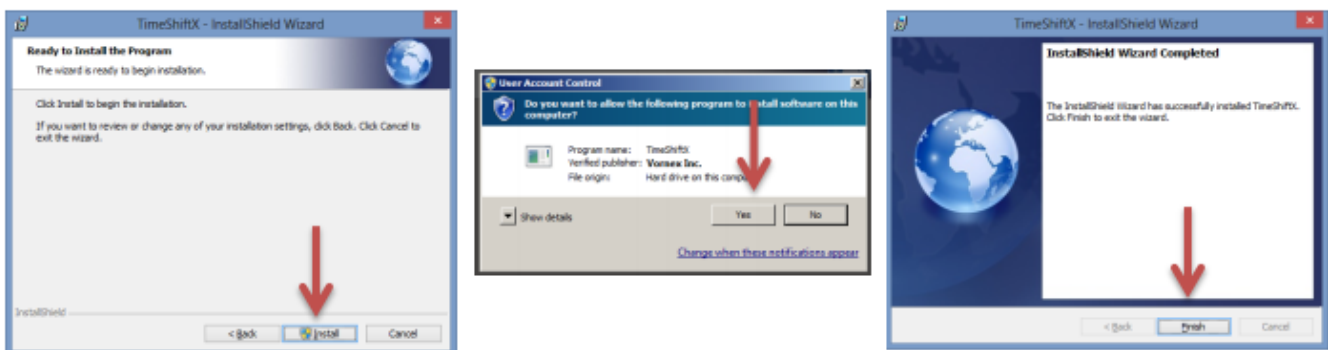 TimeShiftX - InstallShield Wizard
Ready to Install the Program
The wizard is ready to begin installation.
Click Install to begin the installation.
If you want to review or change any of your installation settings, click Back. Click Cancel to
exit the wizard.
InstallShield
< Back
Install
Cancel
User Account Control
Do you want to allow the following program to install software on this
computer?
Program name: TimeShiftX
Verified publisher: Vornex Inc.
File origin: Hard drive on this computer
Show details
Yes
No
Change when these notifications appear
TimeShiftX - InstallShield Wizard
InstallShield Wizard Completed
The InstallShield Wizard has successfully installed TimeShiftX.
Click Finish to exit the wizard.
< Back
Finish
Cancel